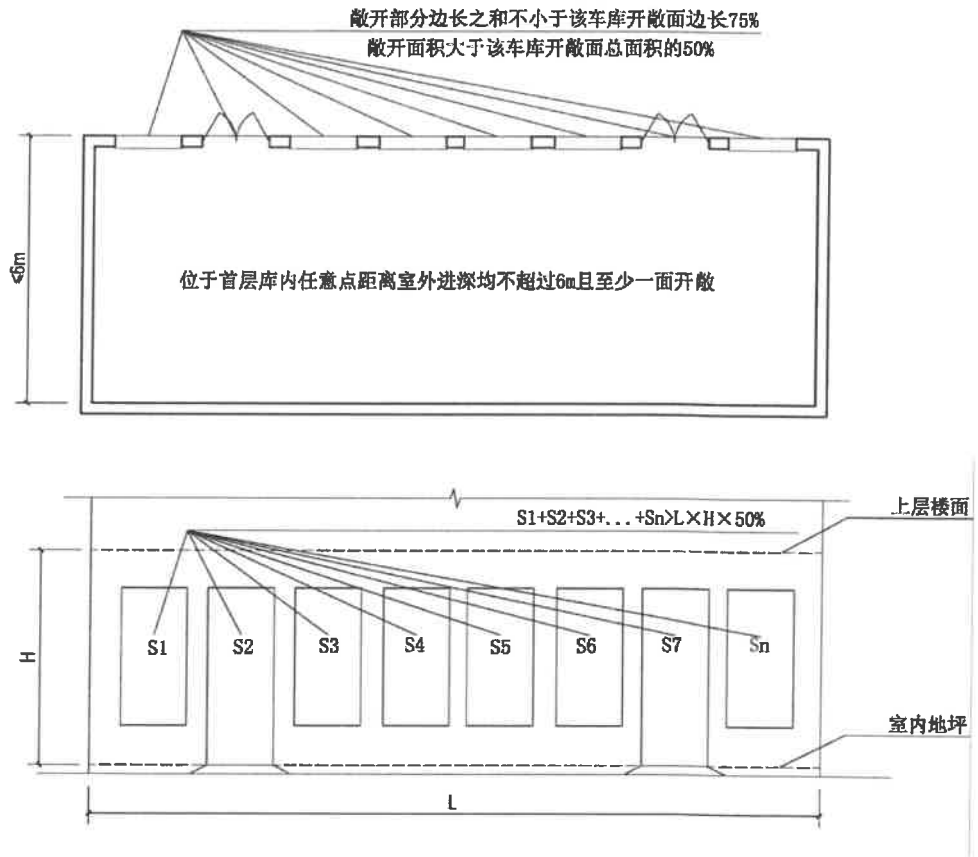 敞开部分边长之和不小于该车库开敞面边长75%
敞开面积大于该车库开敞面总面积的50%
<6m
位于首层库内任意点距离室外进深均不超过6m且至少一面开敞
S1+S2+S3+...+Sn>L×H×50%
上层楼面
H
S1 S2 S3 S4 S5 S6 S7 Sn
室内地坪
L